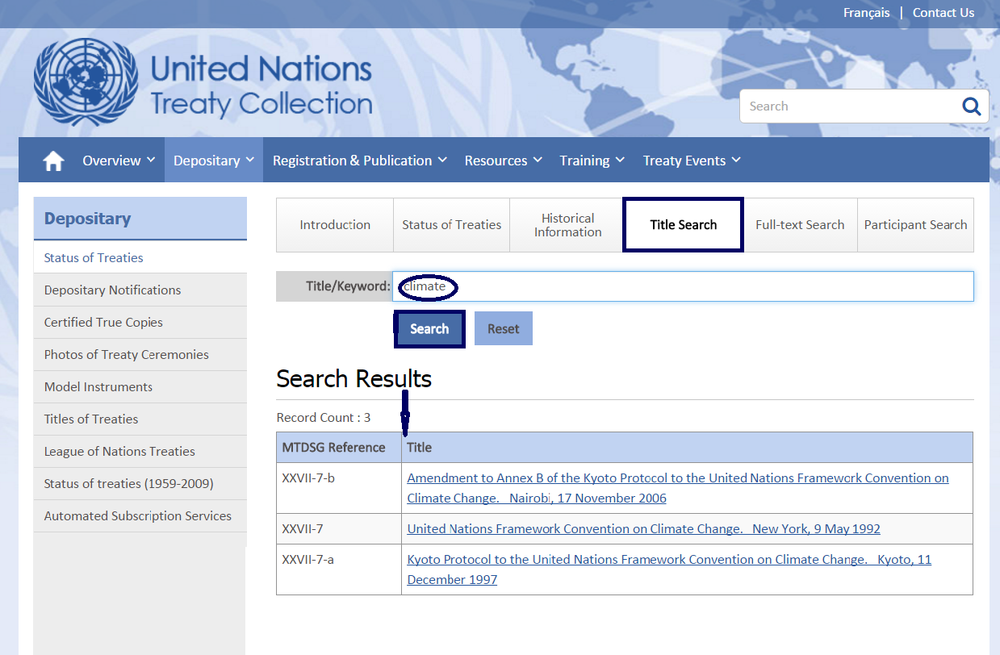 Français | Contact Us
United Nations
Treaty Collection
Search
Overview Depositary Registration & Publication Resources Training Treaty Events
Depositary
Status of Treaties
Depositary Notifications
Certified True Copies
Photos of Treaty Ceremonies
Model Instruments
Titles of Treaties
League of Nations Treaties
Status of treaties (1959-2009)
Automated Subscription Services
Introduction
Status of Treaties
Historical
Information
Title Search
Full-text Search
Participant Search
Title/Keyword: climate
Search Reset
Search Results
Record Count : 3
MTDSG Reference Title
XXVII-7-b Amendment to Annex B of the Kyoto Protocol to the United Nations Framework Convention on
Climate Change. Nairobi, 17 November 2006
XXVII-7 United Nations Framework Convention on Climate Change. New York, 9 May 1992
XXVII-7-a Kyoto Protocol to the United Nations Framework Convention on Climate Change. Kyoto, 11
December 1997